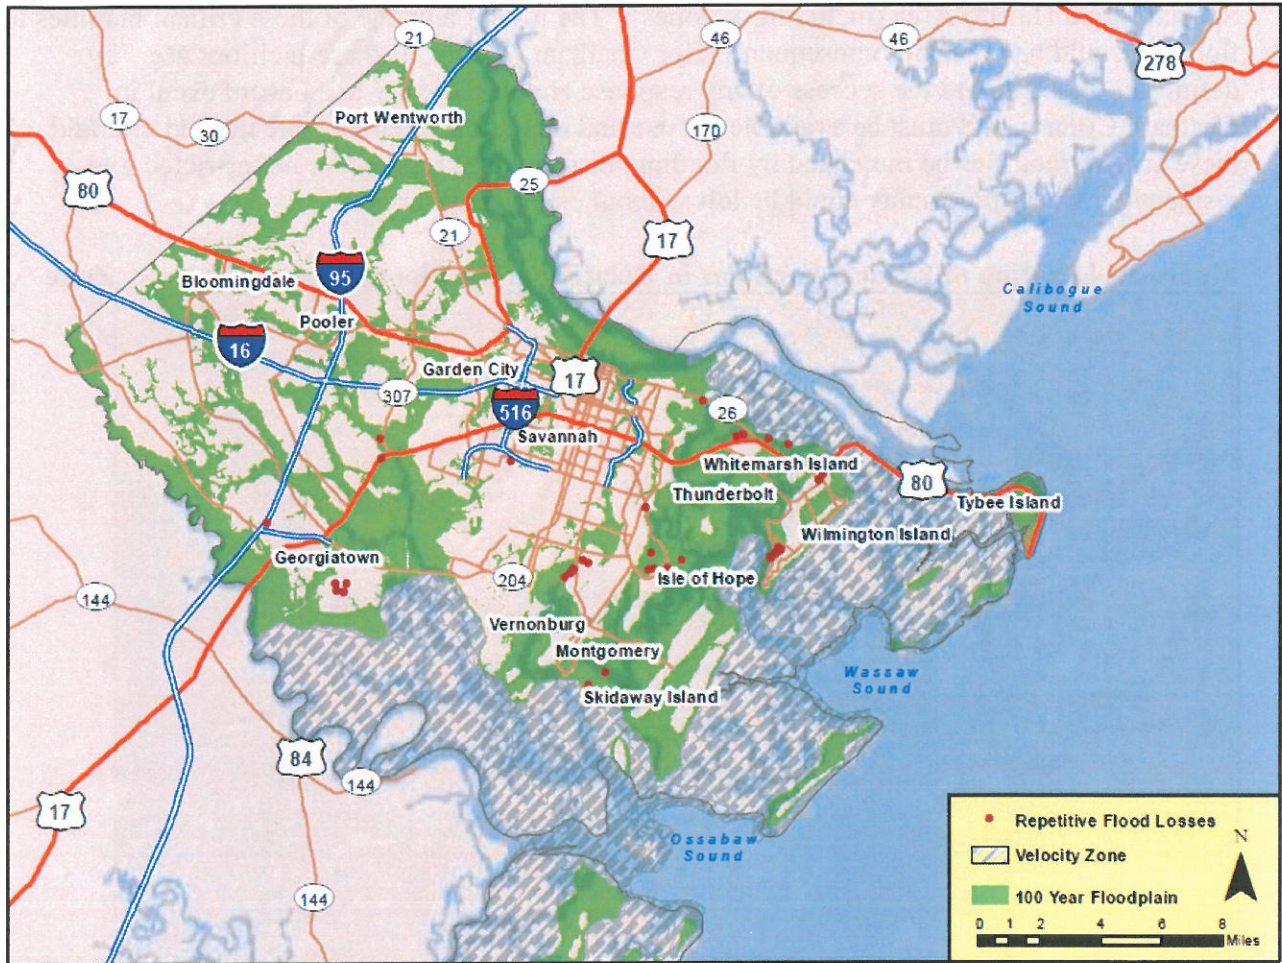 21
46
46
278
Port Wentworth
17
30
170
80
25
21
17
Bloomingdale
95
Calibogue
Sound
Pooler
16
Garden City
17
307
516
26
Savannah
Whitemarsh Island
80
Thunderbolt
Tybee Island
Wilmington Island
Georgiatown
204
Isle of Hope
144
Vernonburg
Montgomery
Wassaw
Sound
Skidaway Island
84
144
17
Ossabaw
Sound
144
Repetitive Flood Losses
N
Velocity Zone
100 Year Floodplain
0 1 2 4 6 8
Miles